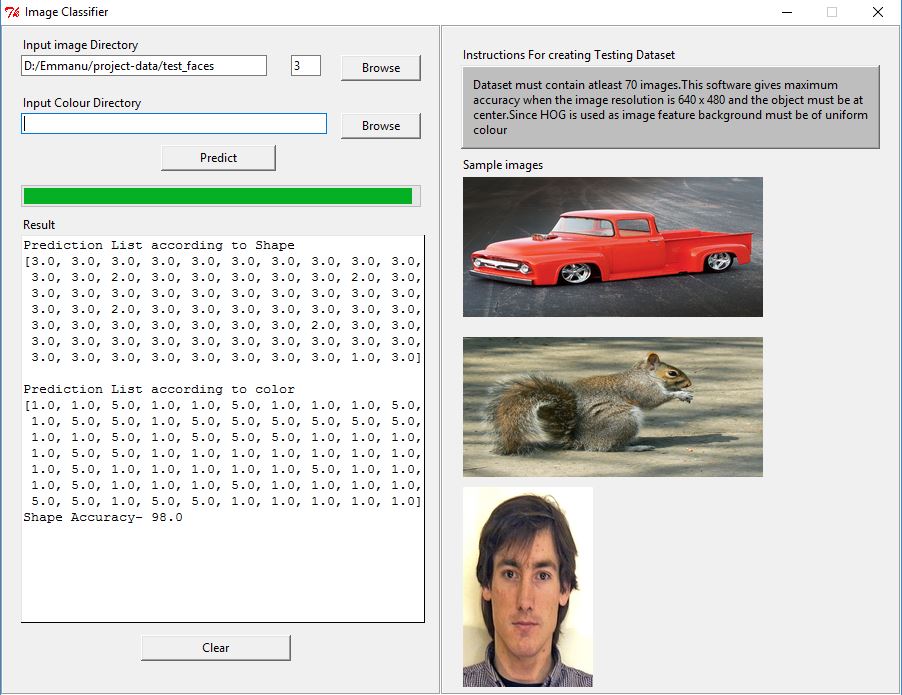 Image Classifier
Input image Directory
D:/Emmanu/project-data/test_faces
3
Browse
Input Colour Directory
Browse
Predict
Result
Prediction List according to Shape
[3.0, 3.0, 3.0, 3.0, 3.0, 3.0, 3.0, 3.0, 3.0, 3.0,
3.0, 3.0, 2.0, 3.0, 3.0, 3.0, 3.0, 3.0, 2.0, 3.0,
3.0, 3.0, 3.0, 3.0, 3.0, 3.0, 3.0, 3.0, 3.0, 3.0,
3.0, 3.0, 2.0, 3.0, 3.0, 3.0, 3.0, 3.0, 3.0, 3.0,
3.0, 3.0, 3.0, 3.0, 3.0, 3.0, 3.0, 2.0, 3.0, 3.0,
3.0, 3.0, 3.0, 3.0, 3.0, 3.0, 3.0, 3.0, 3.0, 3.0,
3.0, 3.0, 3.0, 3.0, 3.0, 3.0, 3.0, 3.0, 1.0, 3.0]
Prediction List according to color
[1.0, 1.0, 5.0, 1.0, 1.0, 5.0, 1.0, 1.0, 1.0, 5.0,
1.0, 5.0, 5.0, 1.0, 5.0, 5.0, 5.0, 5.0, 5.0, 5.0,
1.0, 1.0, 5.0, 1.0, 5.0, 5.0, 5.0, 1.0, 1.0, 1.0,
1.0, 5.0, 5.0, 1.0, 1.0, 1.0, 1.0, 1.0, 1.0, 1.0,
1.0, 5.0, 1.0, 1.0, 1.0, 1.0, 1.0, 5.0, 1.0, 1.0,
1.0, 5.0, 1.0, 1.0, 1.0, 1.0, 1.0, 1.0, 1.0, 1.0,
5.0, 5.0, 1.0, 5.0, 5.0, 1.0, 1.0, 1.0, 1.0, 1.0]
Shape Accuracy- 98.0
Clear
Instructions For creating Testing Dataset
Dataset must contain atleast 70 images.This software gives maximum
accuracy when the image resolution is 640 x 480 and the object must be at
center.Since HOG is used as image feature background must be of uniform
colour
Sample images